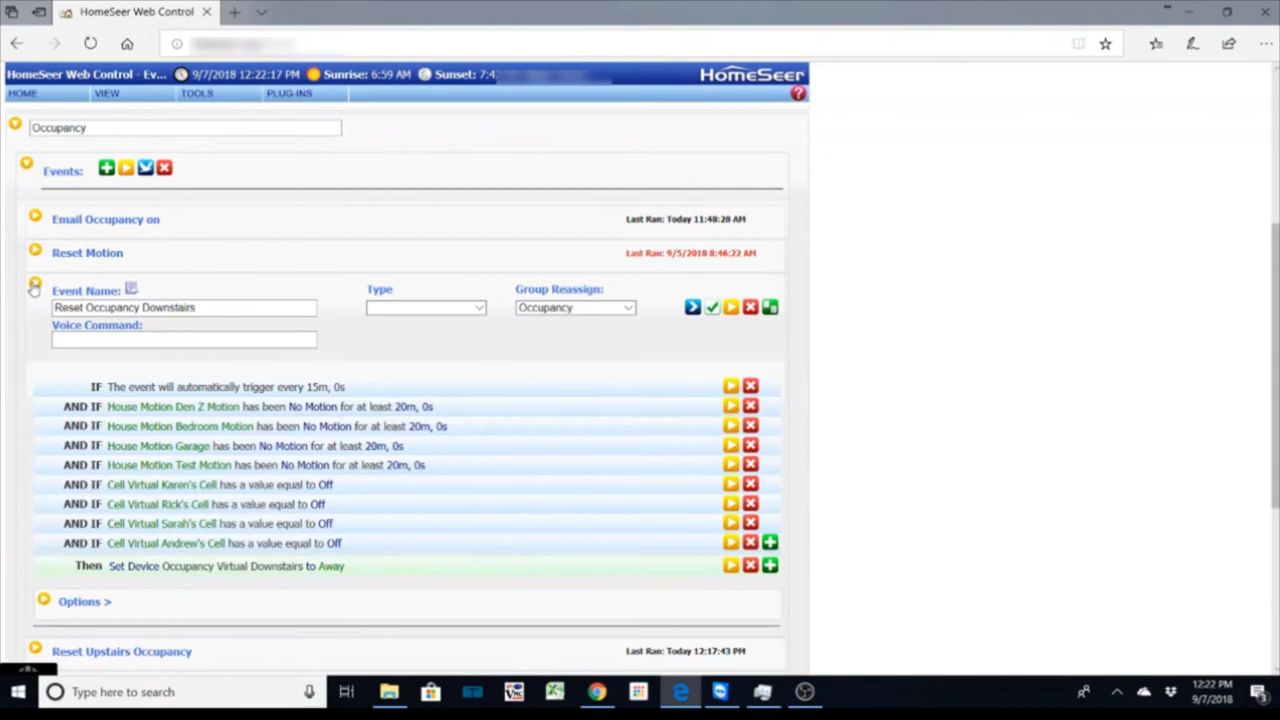 HomeSeer Web Control
HomeSeer Web Control - Ev... 9/7/2018 12:22:17 PM Sunrise: 6:59 AM Sunset: 7:4
HomeSeer
HOME VIEW TOOLS PLUG-INS ?
Occupancy
Events:
Email Occupancy on Last Ran: Today 11:48:28 AM
Reset Motion Last Ran: 9/5/2018 8:46:22 AM
Event Name: Type Group Reassign:
Reset Occupancy Downstairs Occupancy
Voice Command:
IF The event will automatically trigger every 15m, 0s
AND IF House Motion Den Z Motion has been No Motion for at least 20m, 0s
AND IF House Motion Bedroom Motion has been No Motion for at least 20m, 0s
AND IF House Motion Garage has been No Motion for at least 20m, 0s
AND IF House Motion Test Motion has been No Motion for at least 20m, 0s
AND IF Cell Virtual Karen's Cell has a value equal to Off
AND IF Cell Virtual Rick's Cell has a value equal to Off
AND IF Cell Virtual Sarah's Cell has a value equal to Off
AND IF Cell Virtual Andrew's Cell has a value equal to Off
Then Set Device Occupancy Virtual Downstairs to Away
Options >
Reset Upstairs Occupancy Last Ran: Today 12:17:43 PM
Type here to search
12:22 PM
9/7/2018
3